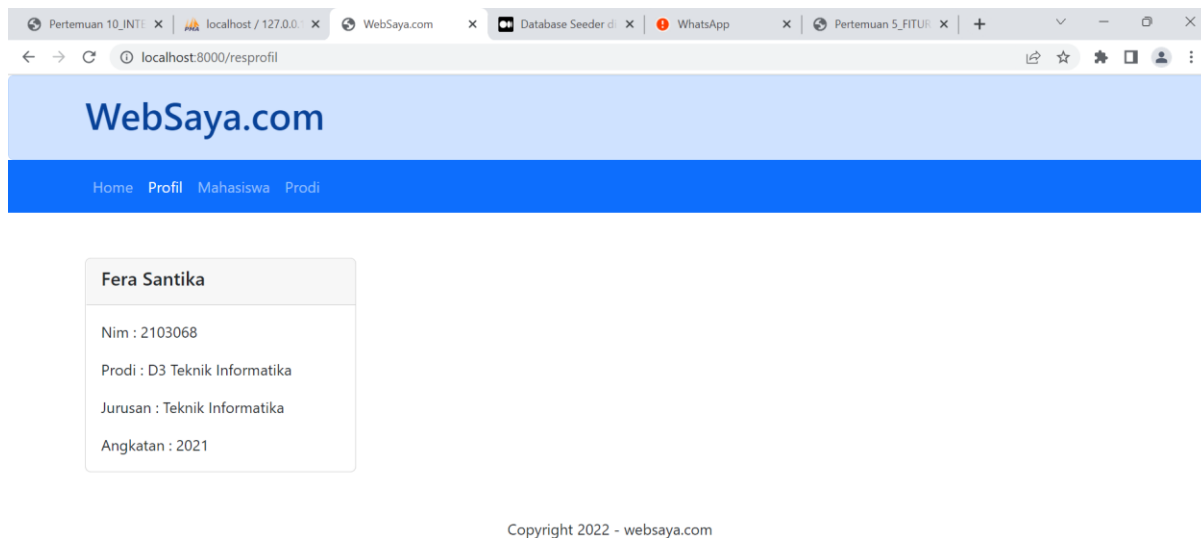 Pertemuan 10_INTE
localhost / 127.0.0.1
WebSaya.com
Database Seeder di
WhatsApp
Pertemuan 5_FITUR
localhost:8000/resprofil
WebSaya.com
Home Profil Mahasiswa Prodi
Fera Santika
Nim : 2103068
Prodi : D3 Teknik Informatika
Jurusan : Teknik Informatika
Angkatan : 2021
Copyright 2022 - websaya.com